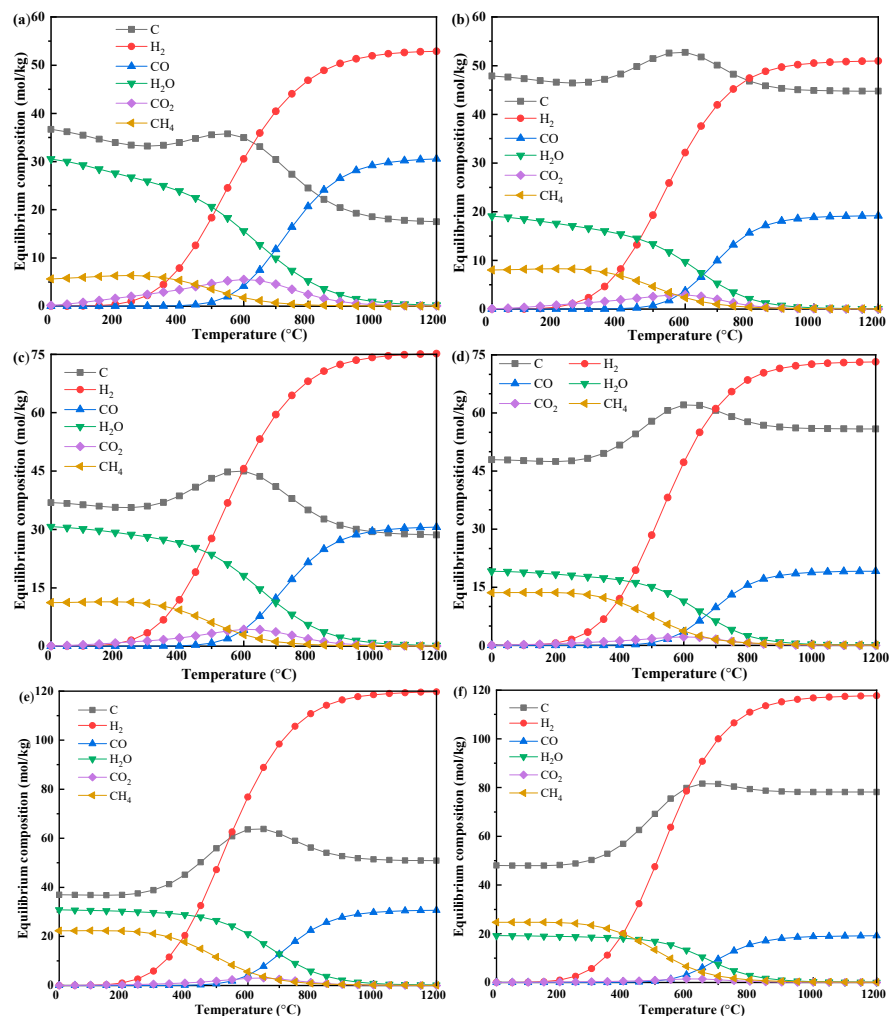 (a)
60
50
40
30
20
10
0
Equilibrium composition (mol/kg)
C
H₂
CO
H₂O
CO₂
CH₄
0 200 400 600 800 1000 1200
Temperature (°C)
(b)
60
50
40
30
20
10
0
Equilibrium composition (mol/kg)
C
H₂
CO
H₂O
CO₂
CH₄
0 200 400 600 800 1000 1200
Temperature (°C)
(c)
75
60
45
30
15
0
Equilibrium composition (mol/kg)
C
H₂
CO
H₂O
CO₂
CH₄
0 200 400 600 800 1000 1200
Temperature (°C)
(d)
75
60
45
30
15
0
Equilibrium composition (mol/kg)
C H₂
CO H₂O
CO₂ CH₄
0 200 400 600 800 1000 1200
Temperature (°C)
(e)
120
100
80
60
40
20
0
Equilibrium composition (mol/kg)
C
H₂
CO
H₂O
CO₂
CH₄
0 200 400 600 800 1000 1200
Temperature (°C)
(f)
120
100
80
60
40
20
0
Equilibrium composition (mol/kg)
C
H₂
CO
H₂O
CO₂
CH₄
0 200 400 600 800 1000 1200
Temperature (°C)